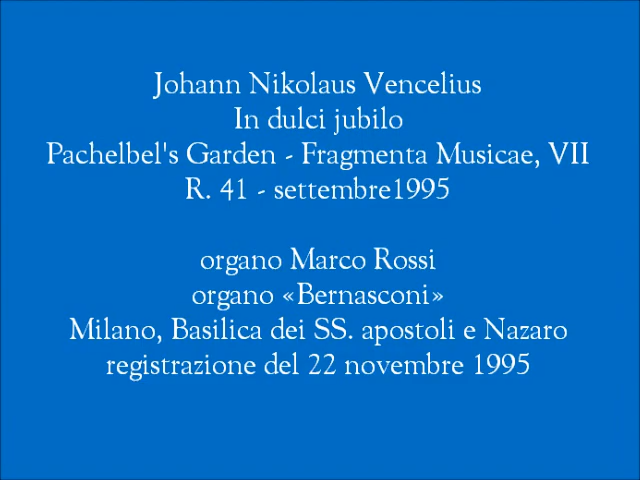 Johann Nikolaus Vencelius
In dulci jubilo
Pachelbel's Garden - Fragmenta Musicae, VII
R. 41 - settembre1995
organo Marco Rossi
organo «Bernasconi»
Milano, Basilica dei SS. apostoli e Nazaro
registrazione del 22 novembre 1995